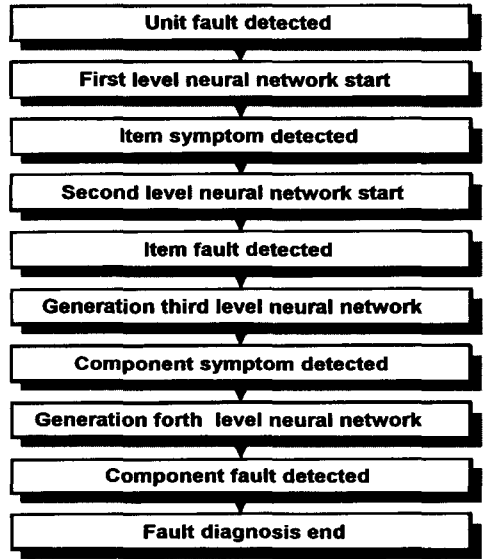 Unit fault detected
First level neural network start
Item symptom detected
Second level neural network start
Item fault detected
Generation third level neural network
Component symptom detected
Generation forth level neural network
Component fault detected
Fault diagnosis end